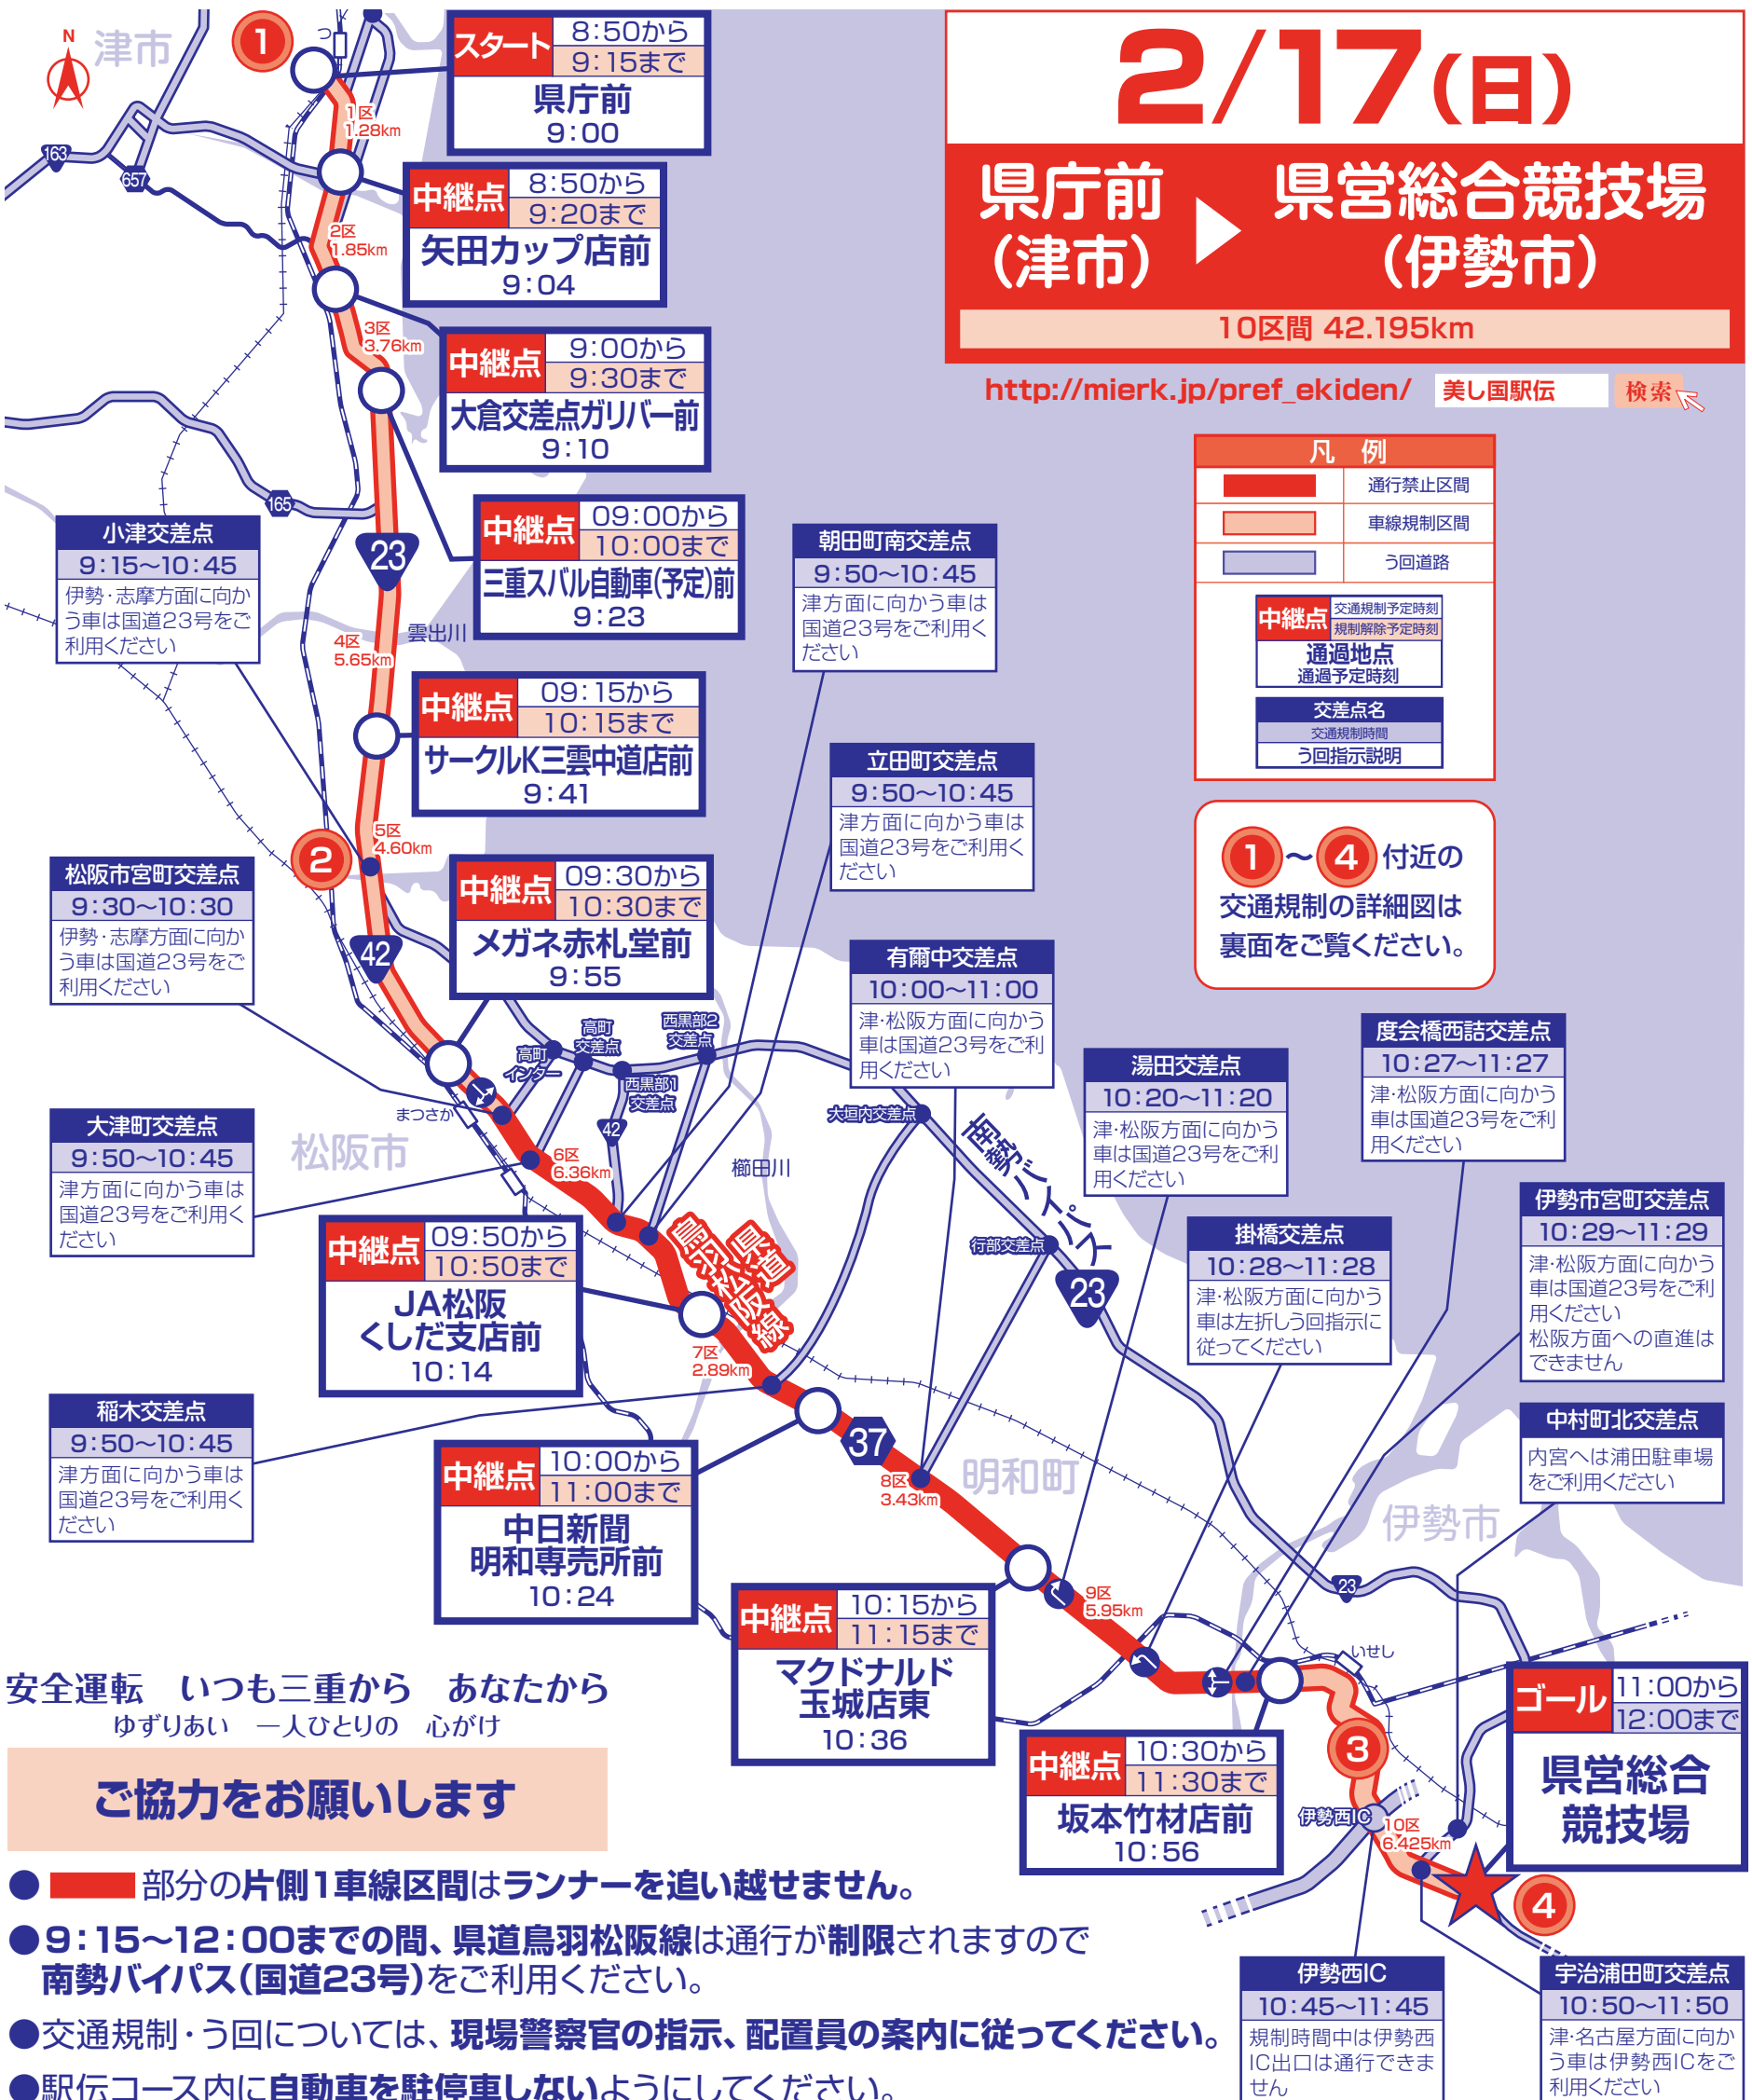 2/17(日)
県庁前
(津市)
県営総合競技場
(伊勢市)
10区間 42.195km
http://mierk.jp/pref_ekiden/
美し国駅伝
検索
N
津市
1
つ
スタート
8:50から
9:15まで
県庁前
9:00
1区
1.28km
163
657
中継点
8:50から
9:20まで
矢田カップ店前
9:04
2区
1.85km
中継点
9:00から
9:30まで
大倉交差点ガリバー前
9:10
3区
3.76km
165
23
中継点
09:00から
10:00まで
三重スバル自動車(予定)前
9:23
雲出川
4区
5.65km
中継点
09:15から
10:15まで
サークルK三雲中道店前
9:41
小津交差点
9:15〜10:45
伊勢・志摩方面に向か
う車は国道23号をご
利用ください
朝田町南交差点
9:50〜10:45
津方面に向かう車は
国道23号をご利用く
ださい
立田町交差点
9:50〜10:45
津方面に向かう車は
国道23号をご利用く
ださい
凡 例
通行禁止区間
車線規制区間
う回道路
中継点
交通規制予定時刻
規制解除予定時刻
通過地点
通過予定時刻
交差点名
交通規制時間
う回指示説明
1〜4付近の
交通規制の詳細図は
裏面をご覧ください。
5区
4.60km
2
松阪市宮町交差点
9:30〜10:30
伊勢・志摩方面に向か
う車は国道23号をご
利用ください
42
中継点
09:30から
10:30まで
メガネ赤札堂前
9:55
高町
インター
高町
交差点
西黒部2
交差点
西黒部1
交差点
42
まつさか
松阪市
櫛田川
大津町交差点
9:50〜10:45
津方面に向かう車は
国道23号をご利用く
ださい
有爾中交差点
10:00〜11:00
津・松阪方面に向かう
車は国道23号をご利
用ください
大垣内交差点
南勢バイパス
行部交差点
23
湯田交差点
10:20〜11:20
津・松阪方面に向かう
車は国道23号をご利
用ください
度会橋西詰交差点
10:27〜11:27
津・松阪方面に向かう
車は国道23号をご利
用ください
掛橋交差点
10:28〜11:28
津・松阪方面に向かう
車は左折しう回指示に
従ってください
伊勢市宮町交差点
10:29〜11:29
津・松阪方面に向かう
車は国道23号をご利
用ください
松阪方面への直進は
できません
中村町北交差点
内宮へは浦田駐車場
をご利用ください
6区
6.36km
県道
鳥羽松阪線
中継点
09:50から
10:50まで
JA松阪
くしだ支店前
10:14
7区
2.89km
稲木交差点
9:50〜10:45
津方面に向かう車は
国道23号をご利用く
ださい
中継点
10:00から
11:00まで
中日新聞
明和専売所前
10:24
37
8区
3.43km
明和町
伊勢市
23
中継点
10:15から
11:15まで
マクドナルド
玉城店東
10:36
9区
5.95km
いせし
中継点
10:30から
11:30まで
坂本竹材店前
10:56
3
伊勢西IC
10区
6.425km
ゴール
11:00から
12:00まで
県営総合
競技場
4
伊勢西IC
10:45〜11:45
規制時間中は伊勢西
IC出口は通行できま
せん
宇治浦田町交差点
10:50〜11:50
津・名古屋方面に向か
う車は伊勢西ICをご
利用ください
安全運転 いつも三重から あなたから
ゆずりあい 一人ひとりの 心がけ
ご協力をお願いします
● 部分の片側1車線区間はランナーを追い越せません。
●9:15〜12:00までの間、県道鳥羽松阪線は通行が制限されますので
南勢バイパス(国道23号)をご利用ください。
●交通規制・う回については、現場警察官の指示、配置員の案内に従ってください。
●駅伝コース内に自動車を駐停車しないようにしてください。